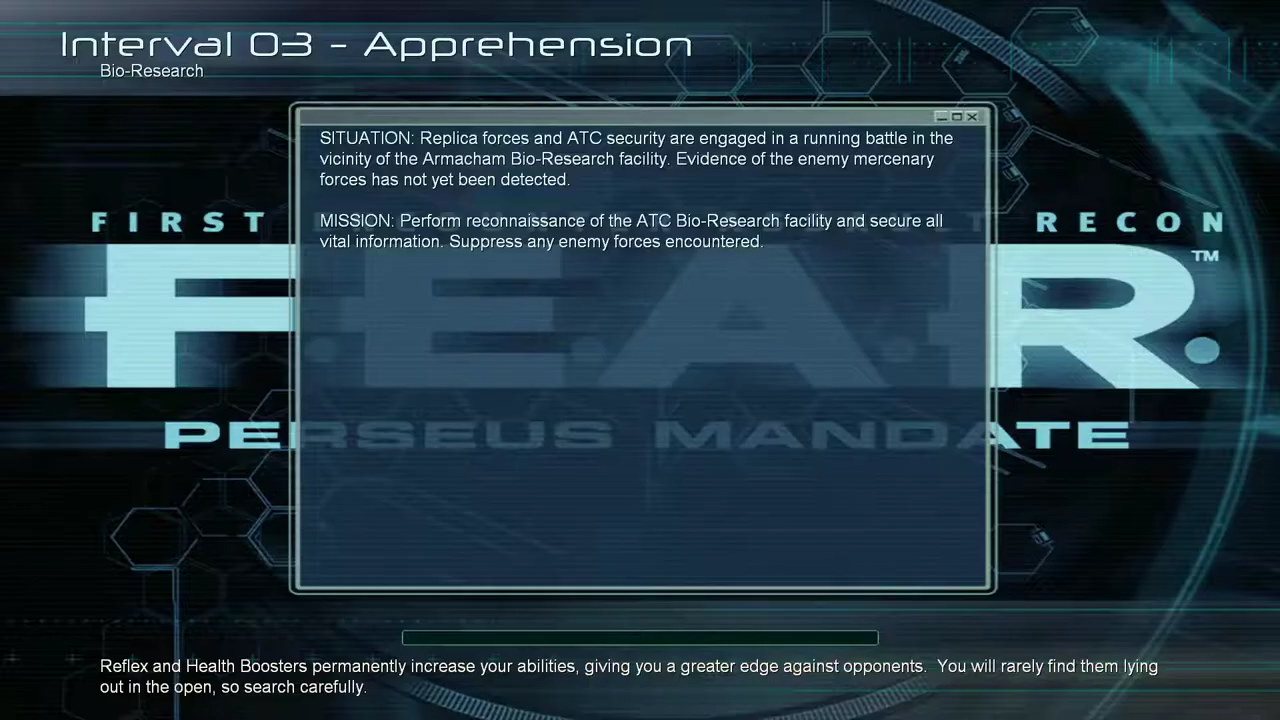 Interval 03 - Apprehension
Bio-Research
SITUATION: Replica forces and ATC security are engaged in a running battle in the
vicinity of the Armacham Bio-Research facility. Evidence of the enemy mercenary
forces has not yet been detected.
MISSION: Perform reconnaissance of the ATC Bio-Research facility and secure all
vital information. Suppress any enemy forces encountered.
FIRST RECON
F.E.A.R.™
PERSEUS MANDATE
Reflex and Health Boosters permanently increase your abilities, giving you a greater edge against opponents.  You will rarely find them lying
out in the open, so search carefully.